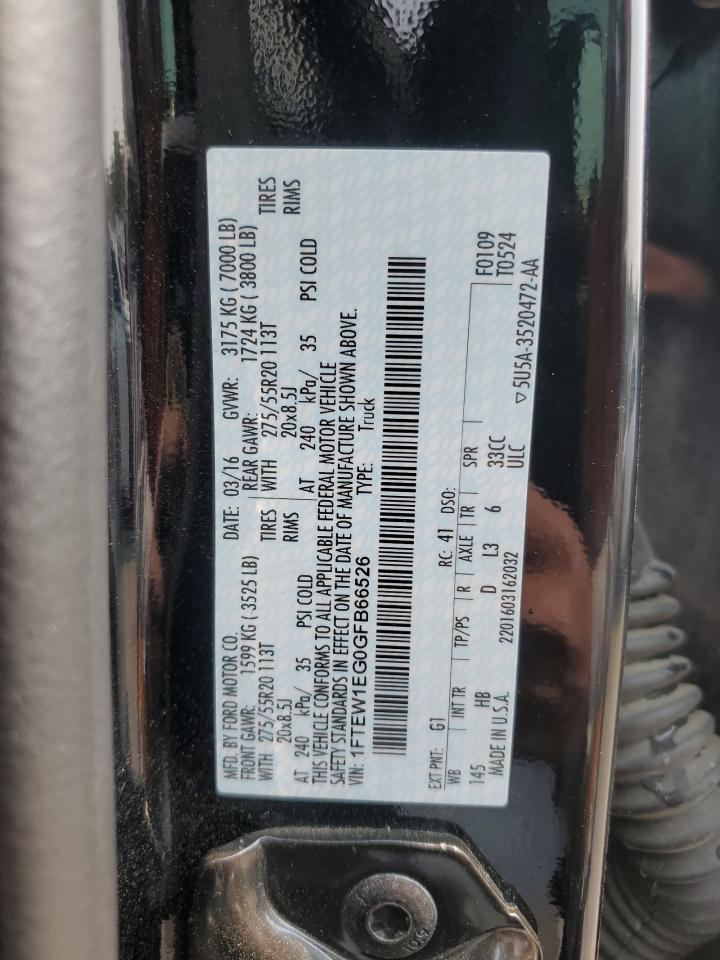 MFD. BY FORD MOTOR CO. DATE: 03/16 GVWR: 3175 KG ( 7000 LB)
FRONT GAWR: 1599 KG ( 3525 LB) REAR GAWR: 1724 KG ( 3800 LB)
WITH 275/55R20 113T TIRES WITH 275/55R20 113T TIRES
20x8.5J RIMS 20x8.5J RIMS
AT 240 kPa/ 35 PSI COLD AT 240 kPa/ 35 PSI COLD
THIS VEHICLE CONFORMS TO ALL APPLICABLE FEDERAL MOTOR VEHICLE
SAFETY STANDARDS IN EFFECT ON THE DATE OF MANUFACTURE SHOWN ABOVE.
VIN: 1FTEW1EG0GFB66526 TYPE: Truck
EXT PNT: G1 RC: 41 DSO:
WB INT TR TP/PS R AXLE TR SPR F0109
T0524
145 HB D L3 6 33CC
ULC
MADE IN U.S.A. 2201603162032 ▽5U5A-3520472-AA